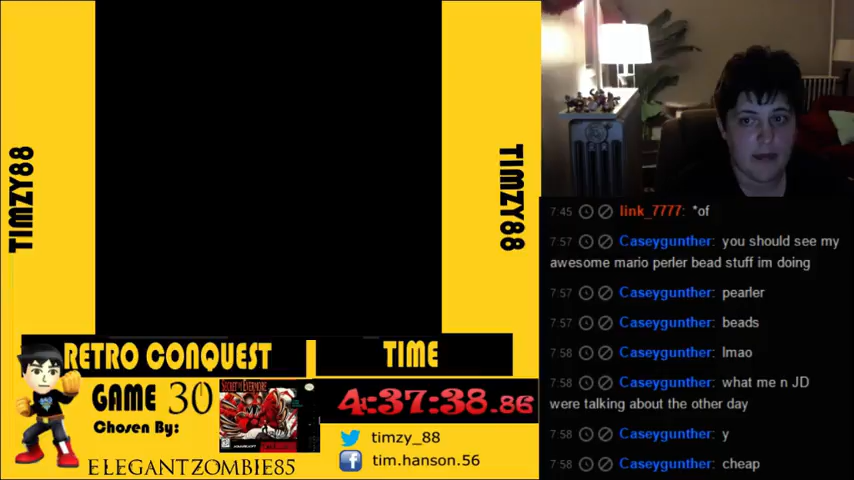 TIMZY88
TIMZY88
7:45 link_7777: *of
7:57 Caseygunther: you should see my
awesome mario perler bead stuff im doing
7:57 Caseygunther: pearler
7:57 Caseygunther: beads
7:58 Caseygunther: lmao
7:58 Caseygunther: what me n JD
were talking about the other day
7:58 Caseygunther: y
7:58 Caseygunther: cheap
RETRO CONQUEST
TIME
GAME 30
Chosen By:
ELEGANTZOMBIE85
SECRET OF EVERMORE
4:37:38.86
timzy_88
tim.hanson.56